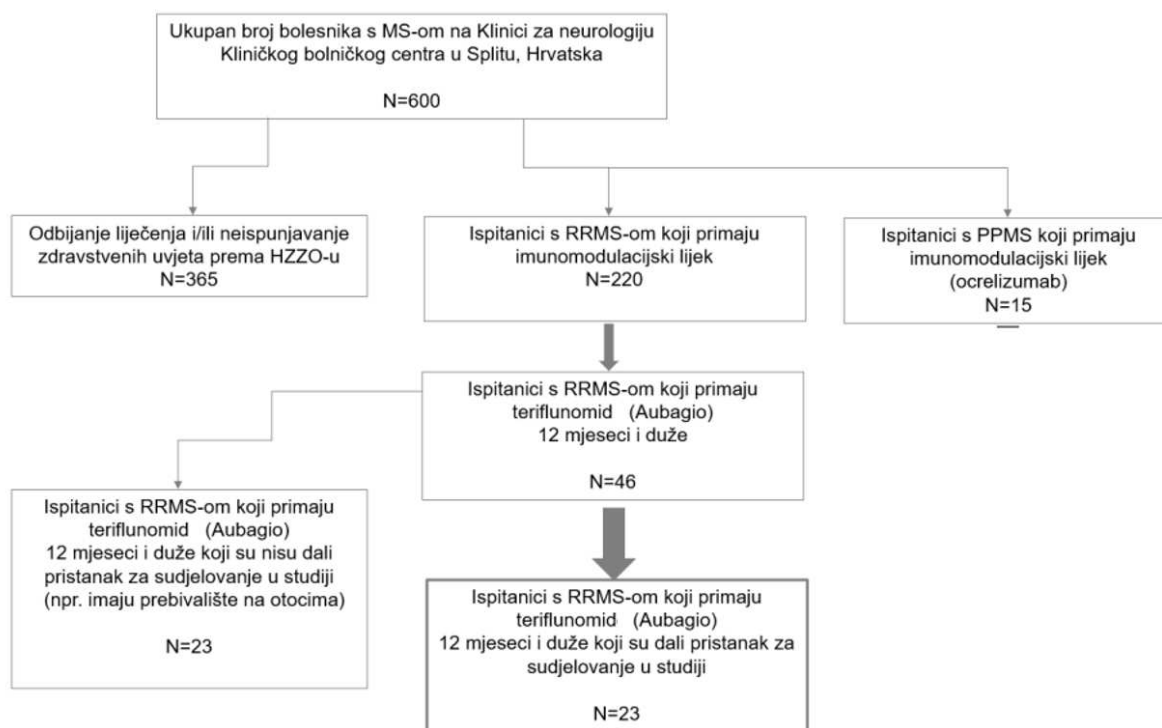 Ukupan broj bolesnika s MS-om na Klinici za neurologiju
Kliničkog bolničkog centra u Splitu, Hrvatska
N=600
Odbijanje liječenja i/ili neispunjavanje
zdravstvenih uvjeta prema HZZO-u
N=365
Ispitanici s RRMS-om koji primaju
imunomodulacijski lijek
N=220
Ispitanici s PPMS koji primaju
imunomodulacijski lijek
(ocrelizumab)
N=15
Ispitanici s RRMS-om koji primaju
teriflunomid (Aubagio)
12 mjeseci i duže
N=46
Ispitanici s RRMS-om koji primaju
teriflunomid (Aubagio)
12 mjeseci i duže koji su nisu dali
pristanak za sudjelovanje u studiji
(npr. imaju prebivalište na otocima)
N=23
Ispitanici s RRMS-om koji primaju
teriflunomid (Aubagio)
12 mjeseci i duže koji su dali pristanak za
sudjelovanje u studiji
N=23